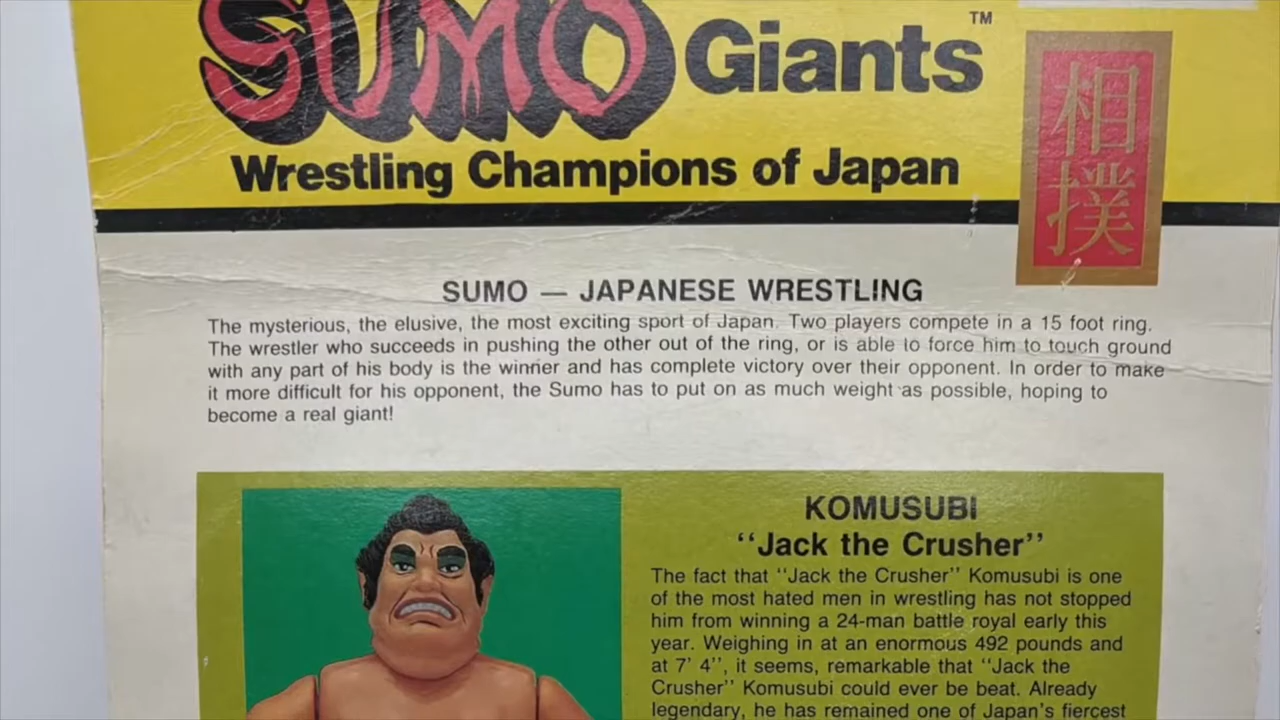 SUMO Giants™
Wrestling Champions of Japan
相撲
SUMO — JAPANESE WRESTLING
The mysterious, the elusive, the most exciting sport of Japan. Two players compete in a 15 foot ring.
The wrestler who succeeds in pushing the other out of the ring, or is able to force him to touch ground
with any part of his body is the winner and has complete victory over their opponent. In order to make
it more difficult for his opponent, the Sumo has to put on as much weight as possible, hoping to
become a real giant!
KOMUSUBI
"Jack the Crusher"
The fact that "Jack the Crusher" Komusubi is one
of the most hated men in wrestling has not stopped
him from winning a 24-man battle royal early this
year. Weighing in at an enormous 492 pounds and
at 7' 4", it seems, remarkable that "Jack the
Crusher" Komusubi could ever be beat. Already
legendary, he has remained one of Japan's fiercest